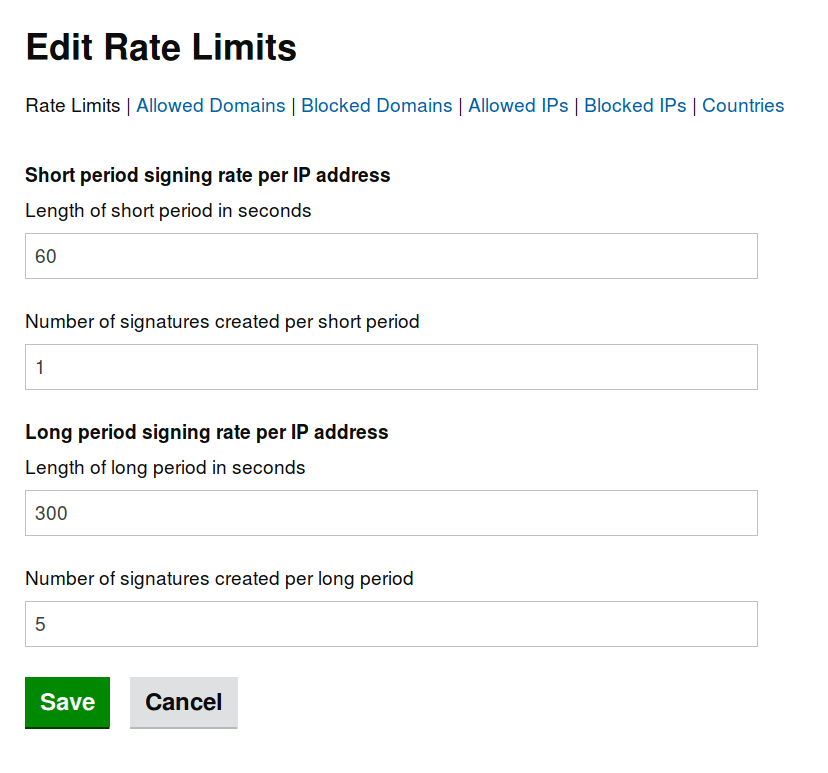 Edit Rate Limits
Rate Limits | Allowed Domains | Blocked Domains | Allowed IPs | Blocked IPs | Countries
Short period signing rate per IP address
Length of short period in seconds
60
Number of signatures created per short period
1
Long period signing rate per IP address
Length of long period in seconds
300
Number of signatures created per long period
5
Save Cancel